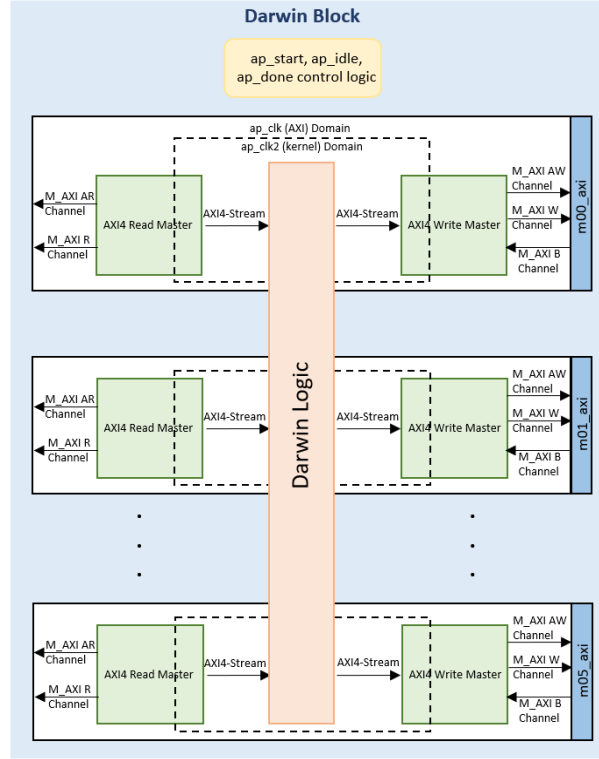 Darwin Block
ap_start, ap_idle,
ap_done control logic
ap_clk (AXI) Domain
ap_clk2 (kernel) Domain
M_AXI AR
Channel
M_AXI R
Channel
AXI4 Read Master
AXI4-Stream
AXI4-Stream
AXI4 Write Master
M_AXI AW
Channel
M_AXI W
Channel
M_AXI B
Channel
m00_axi
Darwin Logic
M_AXI AR
Channel
M_AXI R
Channel
AXI4 Read Master
AXI4-Stream
AXI4-Stream
AXI4 Write Master
M_AXI AW
Channel
M_AXI W
Channel
M_AXI B
Channel
m01_axi
M_AXI AR
Channel
M_AXI R
Channel
AXI4 Read Master
AXI4-Stream
AXI4-Stream
AXI4 Write Master
M_AXI AW
Channel
M_AXI W
Channel
M_AXI B
Channel
m05_axi